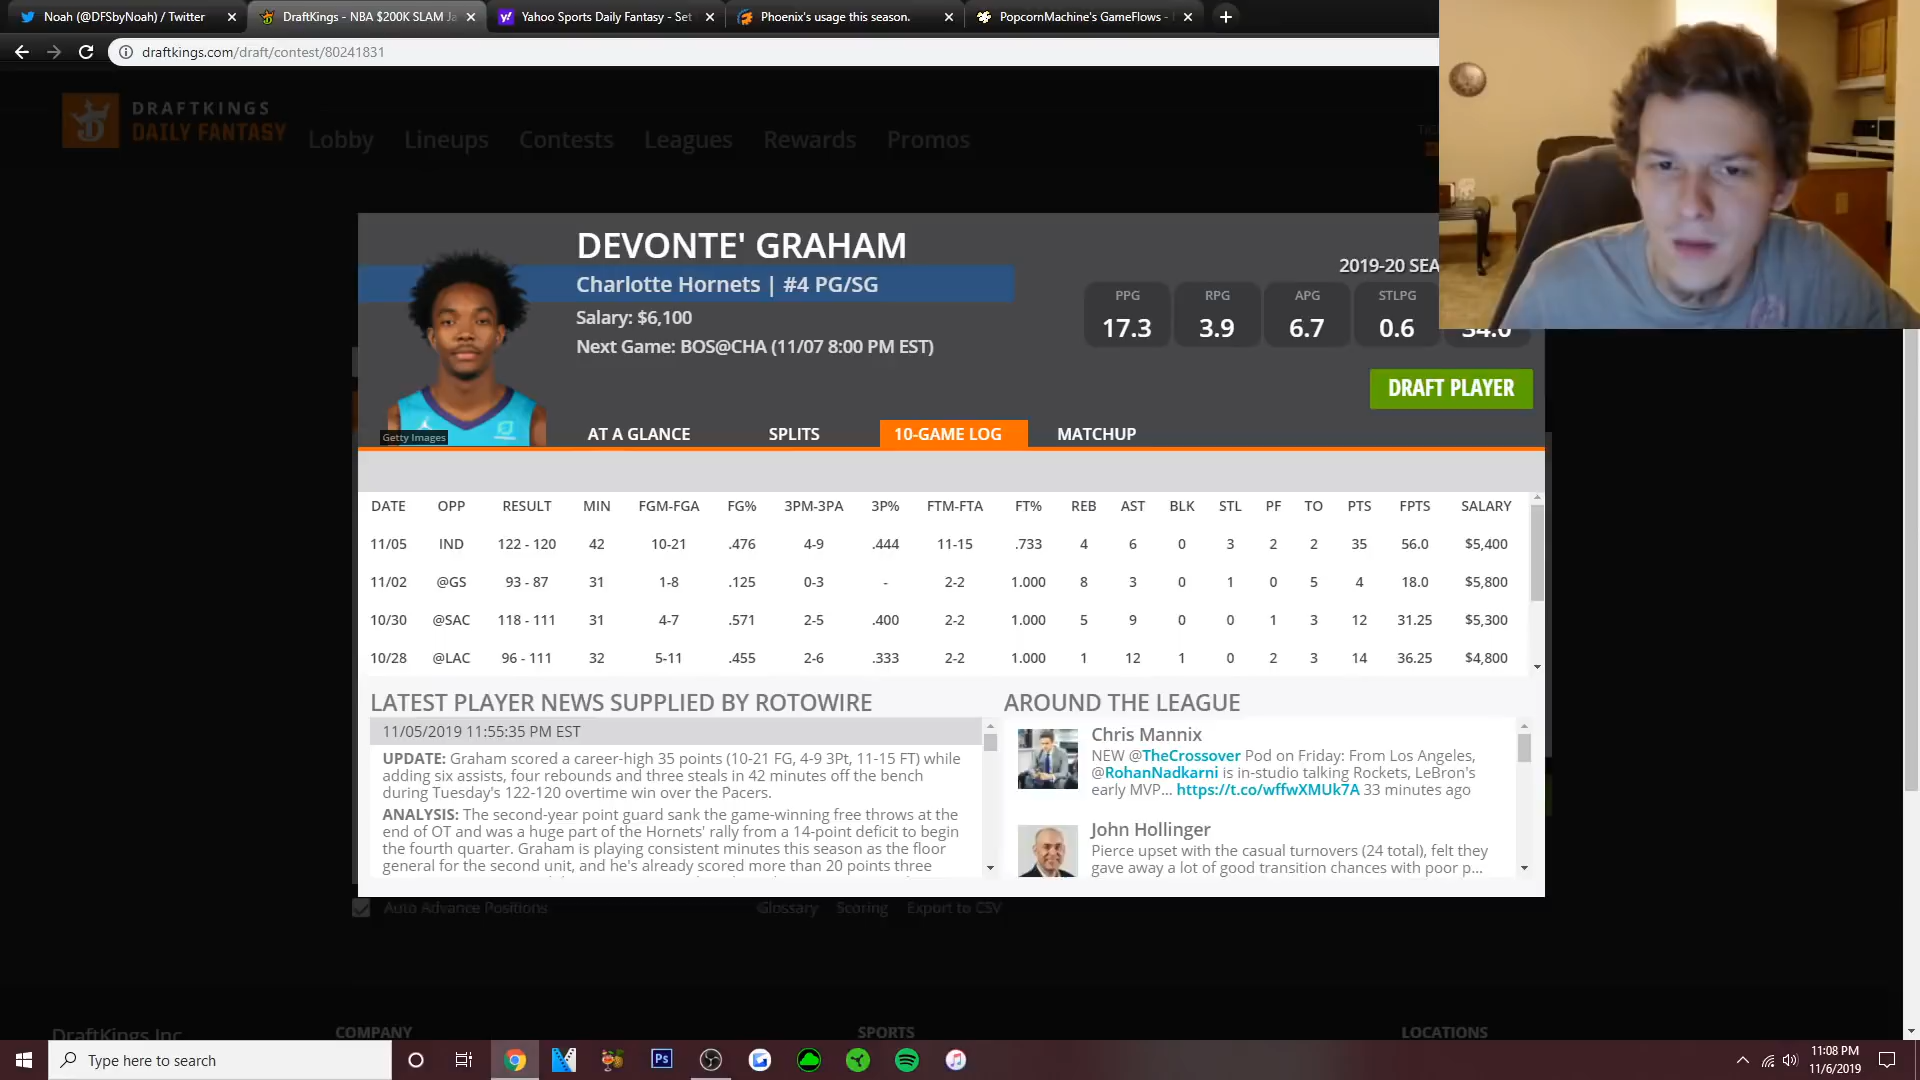 Noah (@DFSbyNoah) / Twitter
DraftKings - NBA $200K SLAM Ja
Yahoo Sports Daily Fantasy - Set
Phoenix's usage this season.
PopcornMachine's GameFlows -
draftkings.com/draft/contest/80241831
DRAFTKINGS
DAILY FANTASY
Lobby Lineups Contests Leagues Rewards Promos
DEVONTE' GRAHAM
Charlotte Hornets | #4 PG/SG
Salary: $6,100
Next Game: BOS@CHA (11/07 8:00 PM EST)
2019-20 SEA
PPG RPG APG STLPG
17.3 3.9 6.7 0.6 34.0
DRAFT PLAYER
Getty Images
AT A GLANCE SPLITS 10-GAME LOG MATCHUP
DATE OPP RESULT MIN FGM-FGA FG% 3PM-3PA 3P% FTM-FTA FT% REB AST BLK STL PF TO PTS FPTS SALARY
11/05 IND 122 - 120 42 10-21 .476 4-9 .444 11-15 .733 4 6 0 3 2 2 35 56.0 $5,400
11/02 @GS 93 - 87 31 1-8 .125 0-3 - 2-2 1.000 8 3 0 1 0 5 4 18.0 $5,800
10/30 @SAC 118 - 111 31 4-7 .571 2-5 .400 2-2 1.000 5 9 0 0 1 3 12 31.25 $5,300
10/28 @LAC 96 - 111 32 5-11 .455 2-6 .333 2-2 1.000 1 12 1 0 2 3 14 36.25 $4,800
LATEST PLAYER NEWS SUPPLIED BY ROTOWIRE
11/05/2019 11:55:35 PM EST
UPDATE: Graham scored a career-high 35 points (10-21 FG, 4-9 3Pt, 11-15 FT) while
adding six assists, four rebounds and three steals in 42 minutes off the bench
during Tuesday's 122-120 overtime win over the Pacers.
ANALYSIS: The second-year point guard sank the game-winning free throws at the
end of OT and was a huge part of the Hornets' rally from a 14-point deficit to begin
the fourth quarter. Graham is playing consistent minutes this season as the floor
general for the second unit, and he's already scored more than 20 points three
AROUND THE LEAGUE
Chris Mannix
NEW @TheCrossover Pod on Friday: From Los Angeles,
@RohanNadkarni is in-studio talking Rockets, LeBron's
early MVP... https://t.co/wffwXMUk7A 33 minutes ago
John Hollinger
Pierce upset with the casual turnovers (24 total), felt they
gave away a lot of good transition chances with poor p...
Auto Advance Positions Glossary Scoring Export to CSV
DraftKings Inc COMPANY SPORTS LOCATIONS
Type here to search
Ps
11:08 PM
11/6/2019